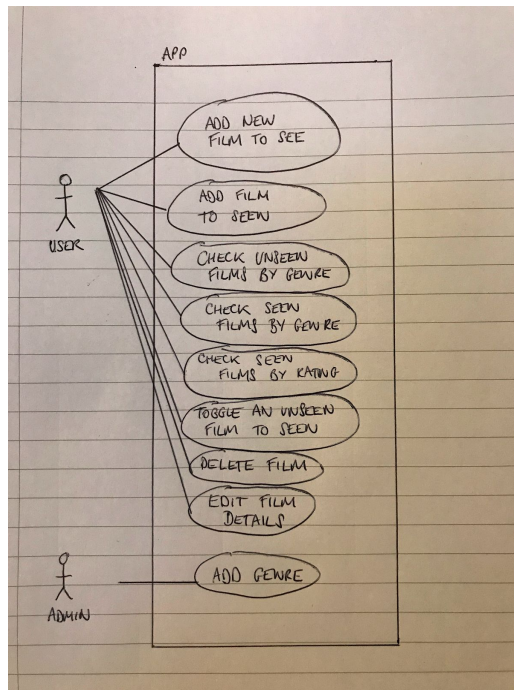 APP
ADD NEW
FILM TO SEE
ADD FILM
TO SEEN
USER
CHECK UNSEEN
FILMS BY GENRE
CHECK SEEN
FILMS BY GENRE
CHECK SEEN
FILMS BY RATING
TOGGLE AN UNSEEN
FILM TO SEEN
DELETE FILM
EDIT FILM
DETAILS
ADD GENRE
ADMIN